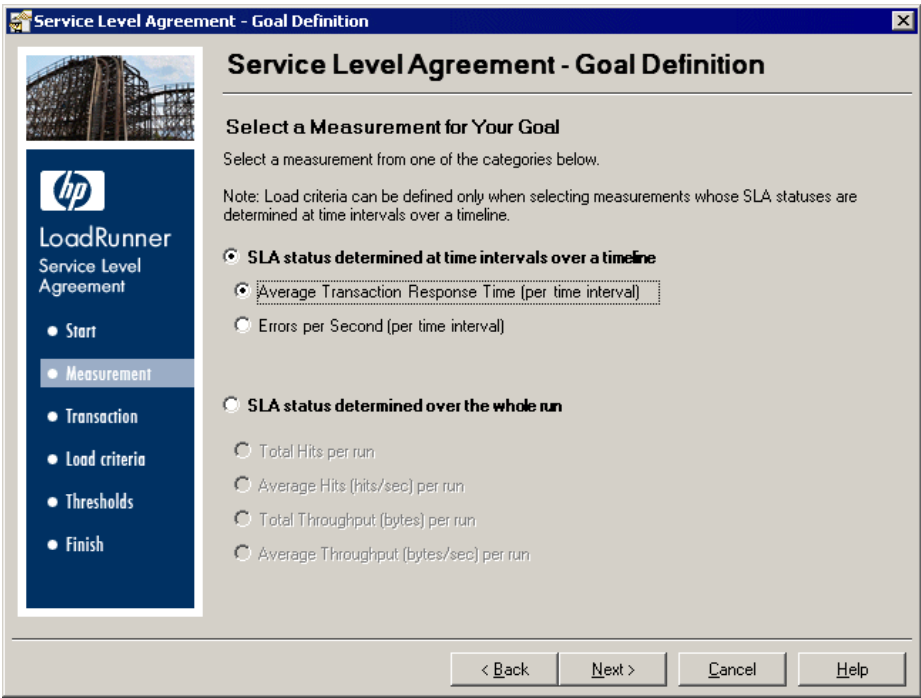 Service Level Agreement - Goal Definition
Service Level Agreement - Goal Definition
Select a Measurement for Your Goal
Select a measurement from one of the categories below.
Note: Load criteria can be defined only when selecting measurements whose SLA statuses are
determined at time intervals over a timeline.
SLA status determined at time intervals over a timeline
Average Transaction Response Time (per time interval)
Errors per Second (per time interval)
SLA status determined over the whole run
Total Hits per run
Average Hits (hits/sec) per run
Total Throughput (bytes) per run
Average Throughput (bytes/sec) per run
hp
LoadRunner
Service Level
Agreement
Start
Measurement
Transaction
Load criteria
Thresholds
Finish
< Back
Next >
Cancel
Help